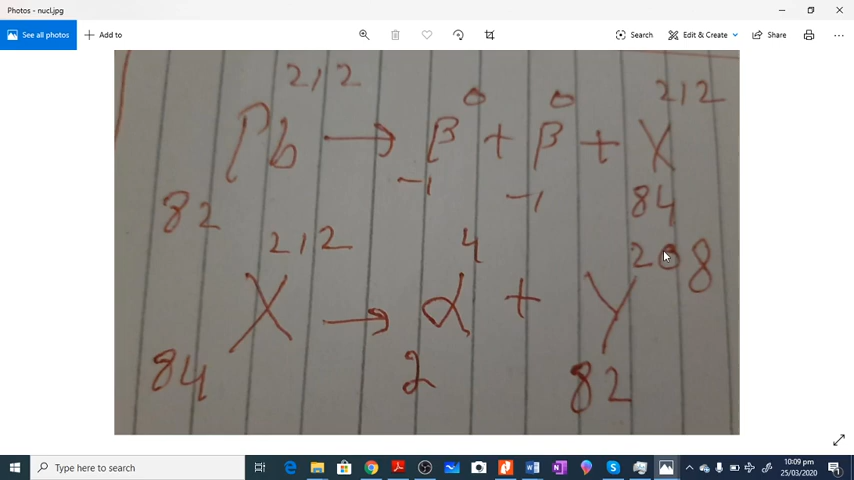 Photos - nucl.jpg
See all photos + Add to Search Edit & Create Share
212 0 0 212
Pb → β + β + X
82 -1 -1 84
212 4 208
X → α + Y
84 2 82
Type here to search 10:09 pm
25/03/2020